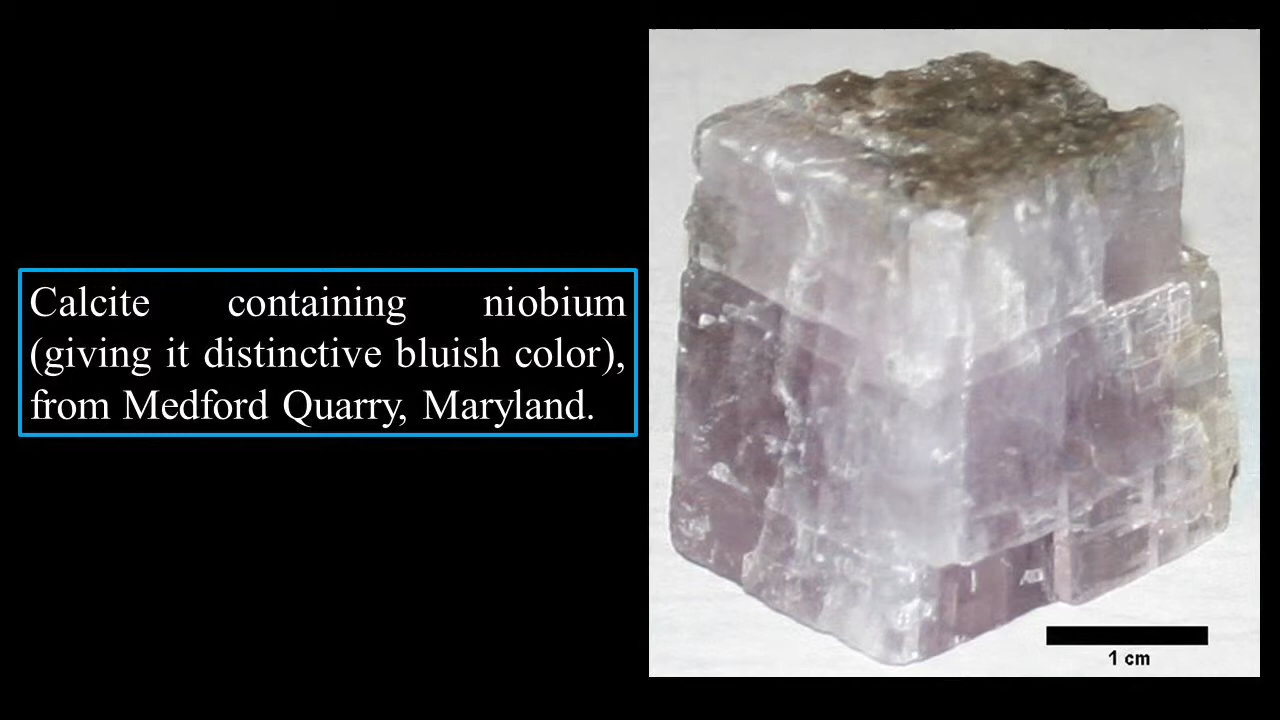 Calcite containing niobium
(giving it distinctive bluish color),
from Medford Quarry, Maryland.
1 cm